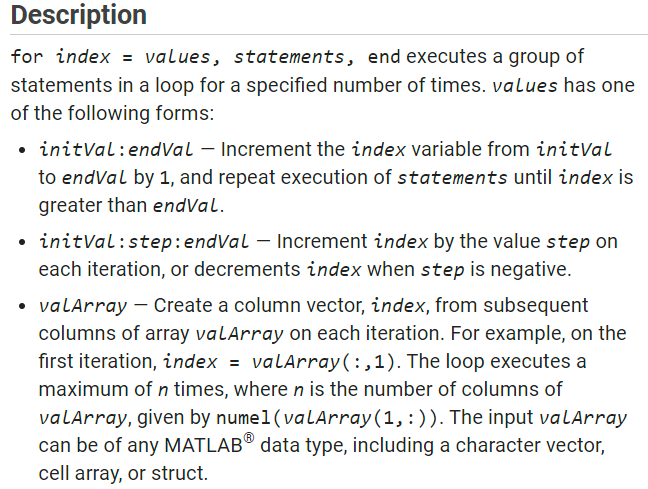 Description
for index = values, statements, end executes a group of
statements in a loop for a specified number of times. values has one
of the following forms:
• initVal:endVal — Increment the index variable from initVal
to endVal by 1, and repeat execution of statements until index is
greater than endVal.
• initVal:step:endVal — Increment index by the value step on
each iteration, or decrements index when step is negative.
• valArray — Create a column vector, index, from subsequent
columns of array valArray on each iteration. For example, on the
first iteration, index = valArray(:,1). The loop executes a
maximum of n times, where n is the number of columns of
valArray, given by numel(valArray(1,:)). The input valArray
can be of any MATLAB® data type, including a character vector,
cell array, or struct.